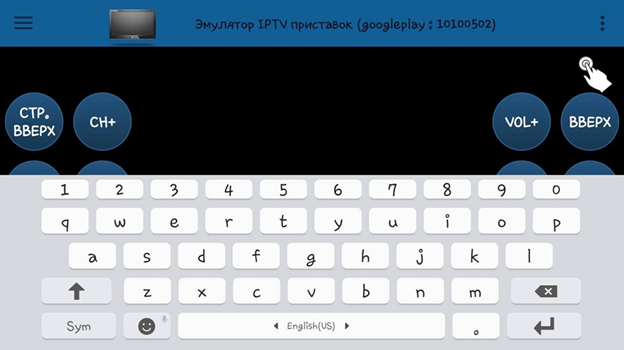 Эмулятор IPTV приставок (googleplay : 10100502)
СТР.
ВВЕРХ
CH+
VOL+
ВВЕРХ
1 2 3 4 5 6 7 8 9 0
q w e r t y u i o p
a s d f g h j k l
z x c v b n m
Sym
English(US)
.